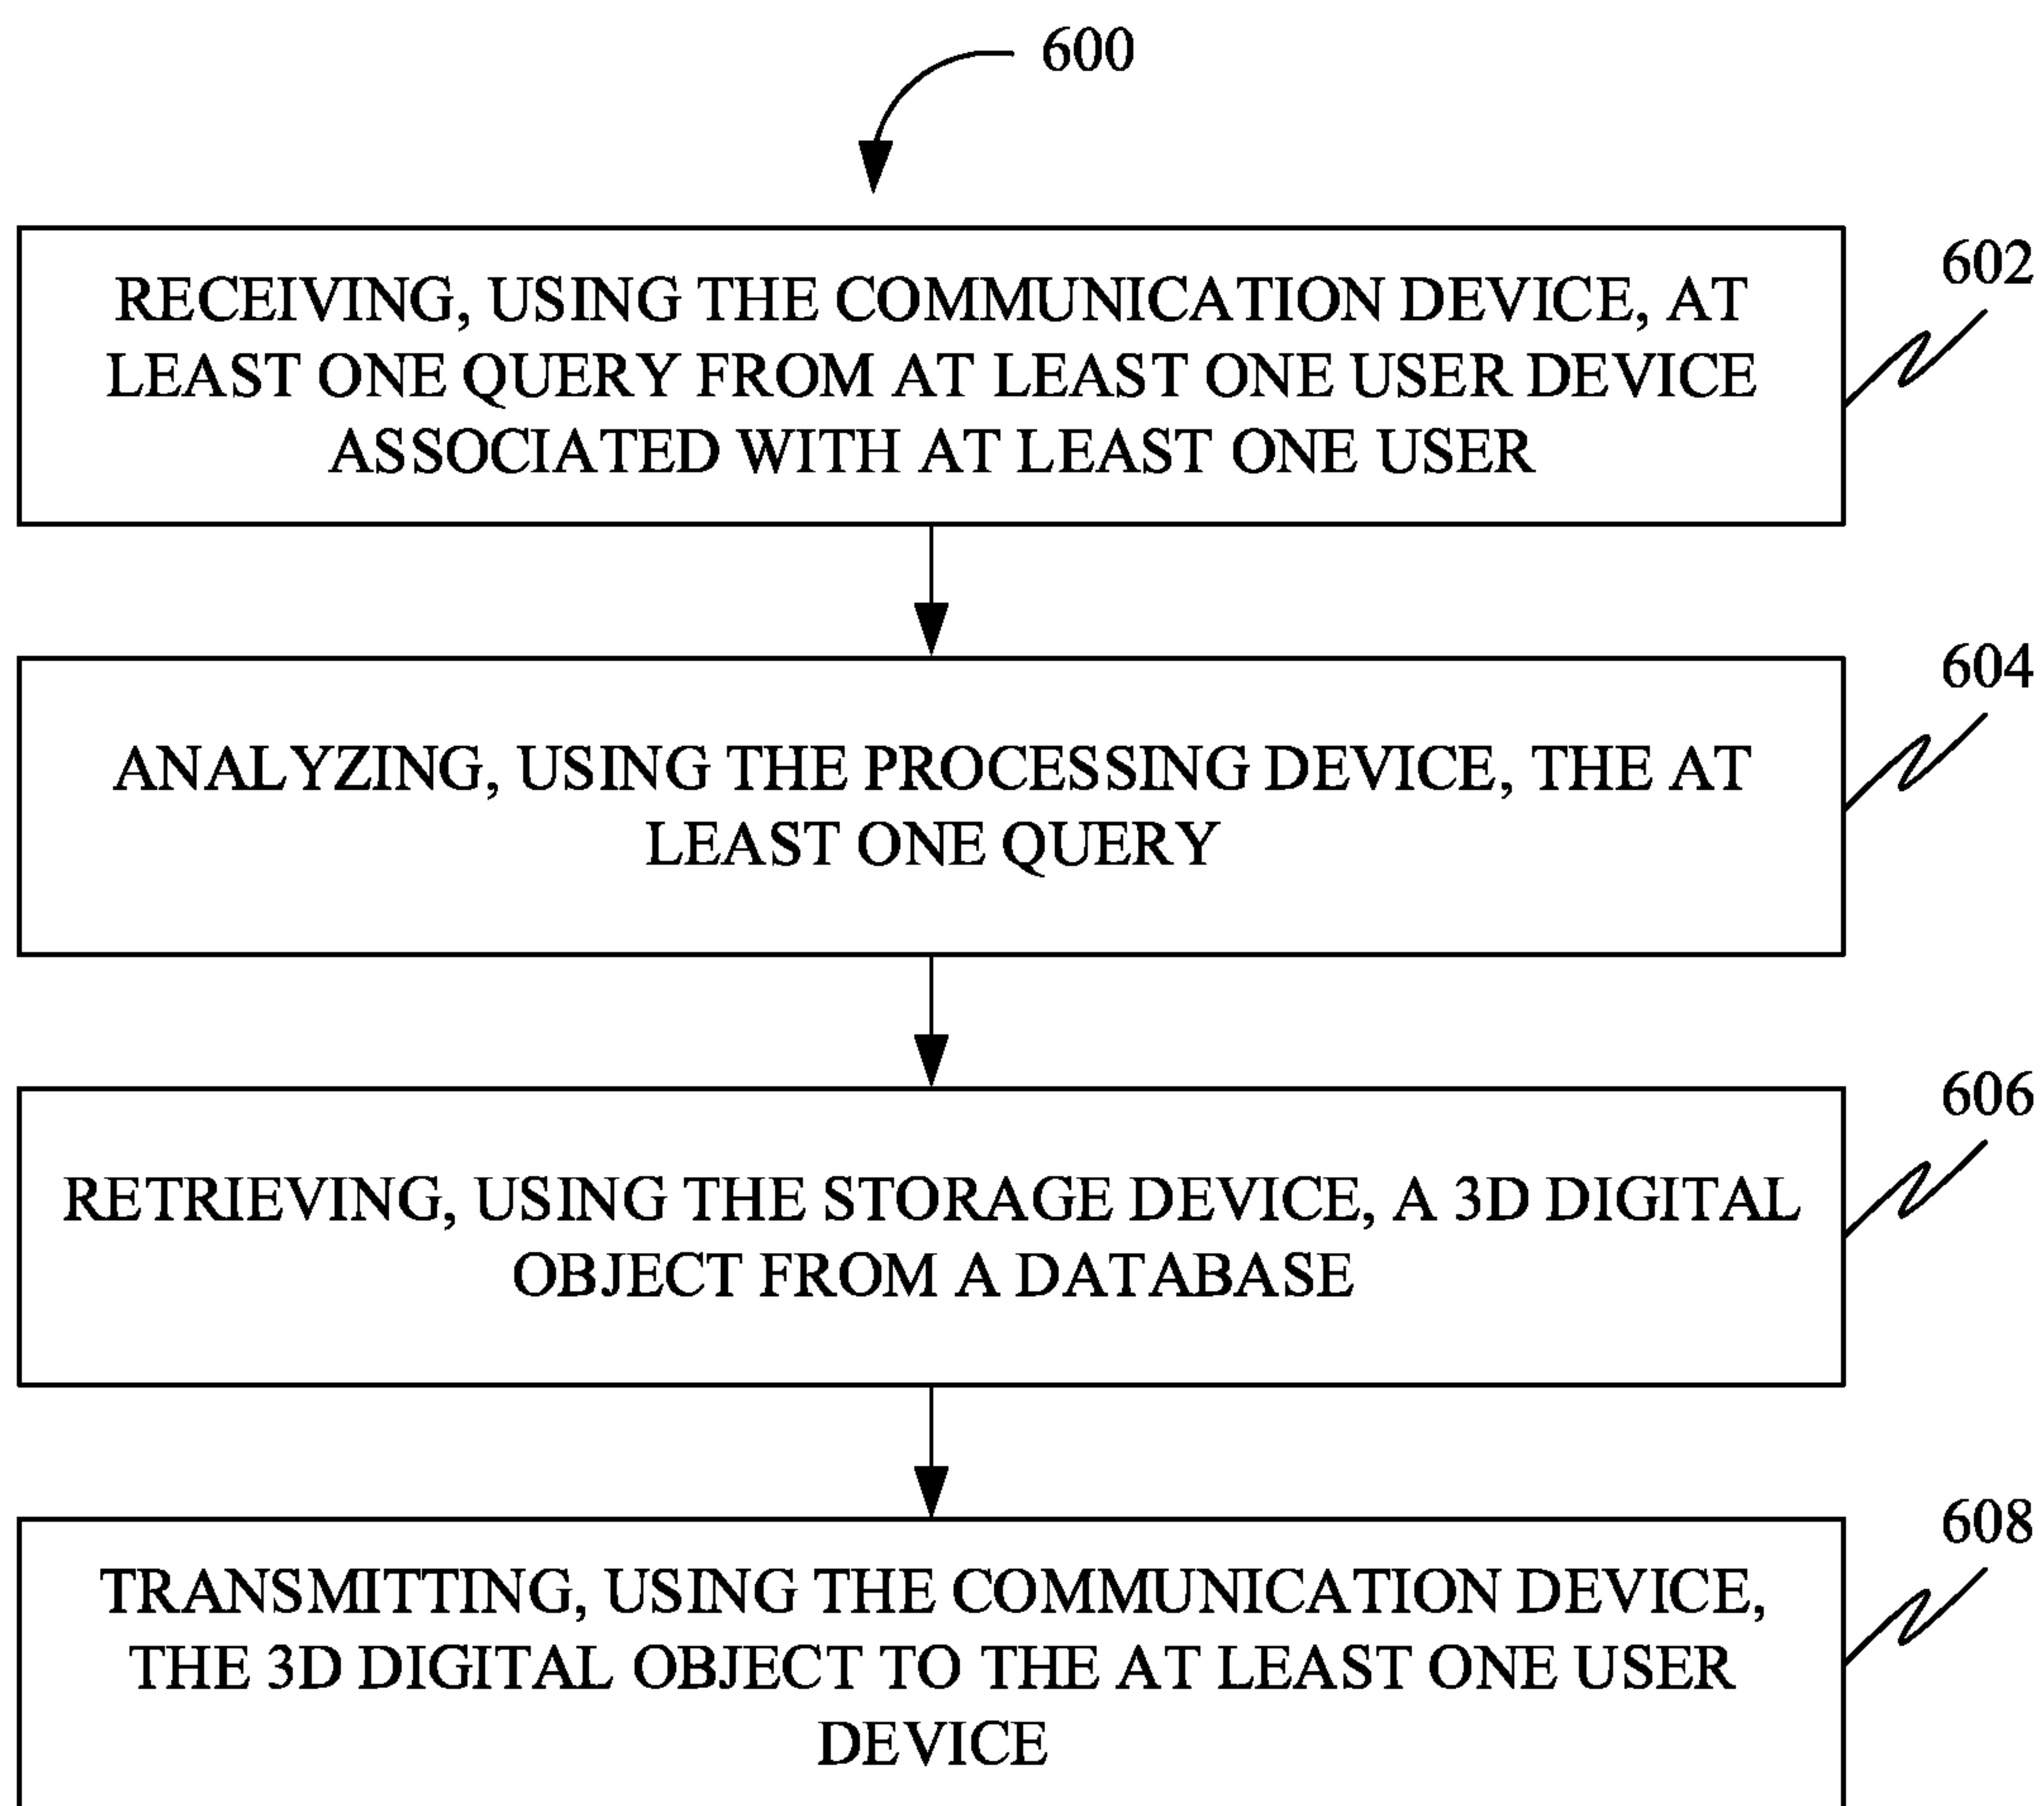 600
602
RECEIVING, USING THE COMMUNICATION DEVICE, AT
LEAST ONE QUERY FROM AT LEAST ONE USER DEVICE
ASSOCIATED WITH AT LEAST ONE USER
604
ANALYZING, USING THE PROCESSING DEVICE, THE AT
LEAST ONE QUERY
606
RETRIEVING, USING THE STORAGE DEVICE, A 3D DIGITAL
OBJECT FROM A DATABASE
608
TRANSMITTING, USING THE COMMUNICATION DEVICE,
THE 3D DIGITAL OBJECT TO THE AT LEAST ONE USER
DEVICE